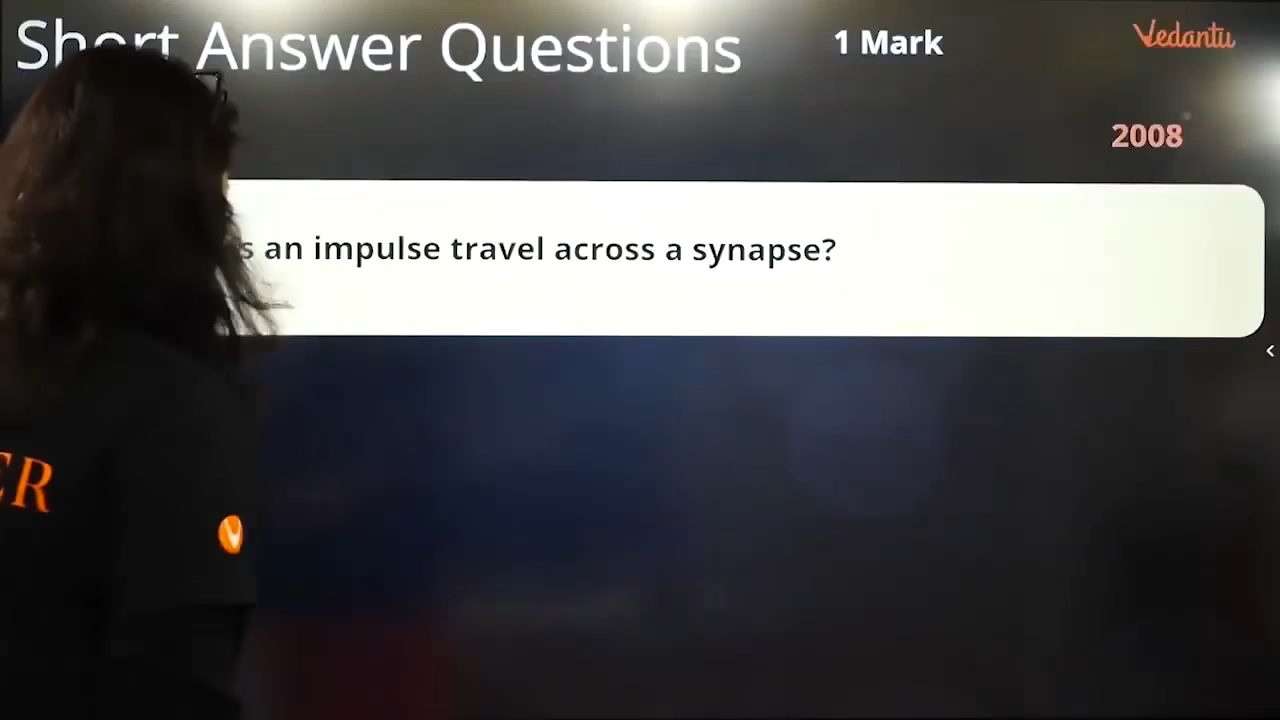 Short Answer Questions
1 Mark
Vedantu
2008
s an impulse travel across a synapse?
ER